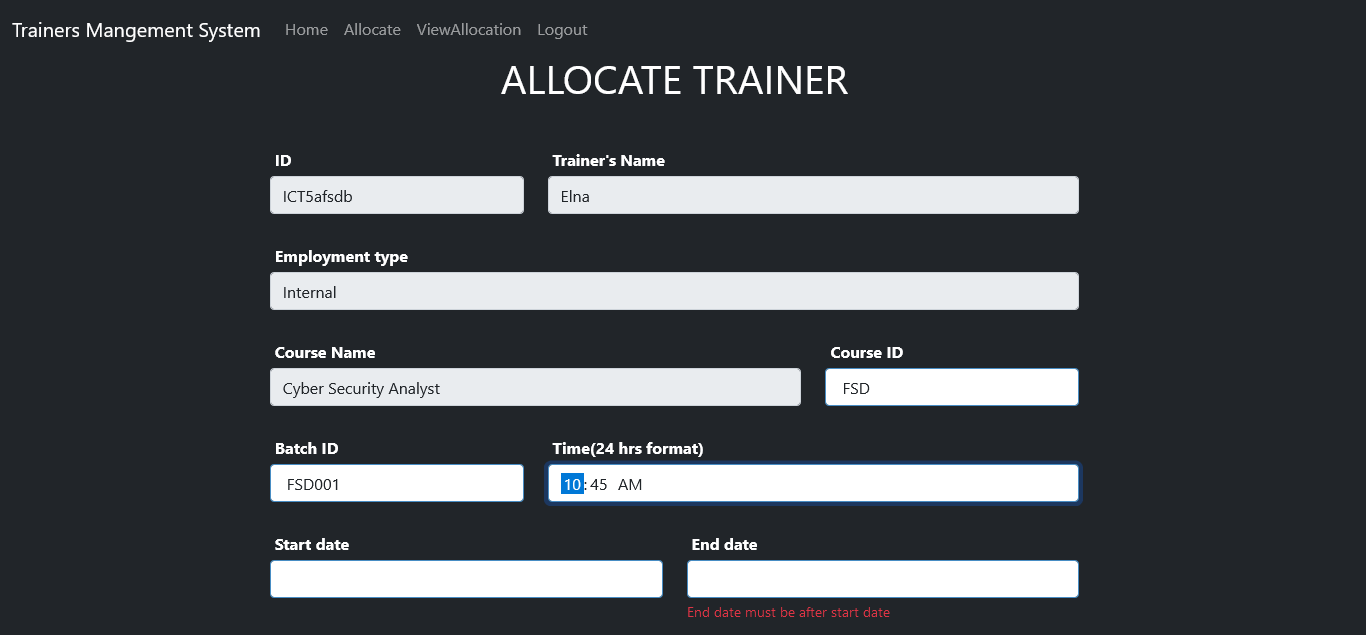 Trainers Mangement System Home Allocate ViewAllocation Logout
ALLOCATE TRAINER
ID Trainer's Name
ICT5afsdb Elna
Employment type
Internal
Course Name Course ID
Cyber Security Analyst FSD
Batch ID Time(24 hrs format)
FSD001 10:45 AM
Start date End date
End date must be after start date